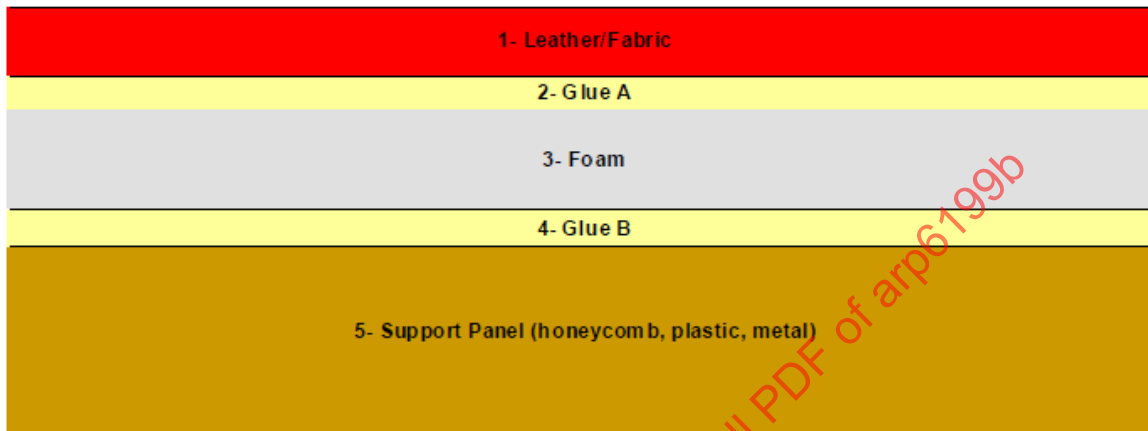 1- Leather/Fabric
2- Glue A
3- Foam
4- Glue B
5- Support Panel (honeycomb, plastic, metal)
PDF of arp6199b